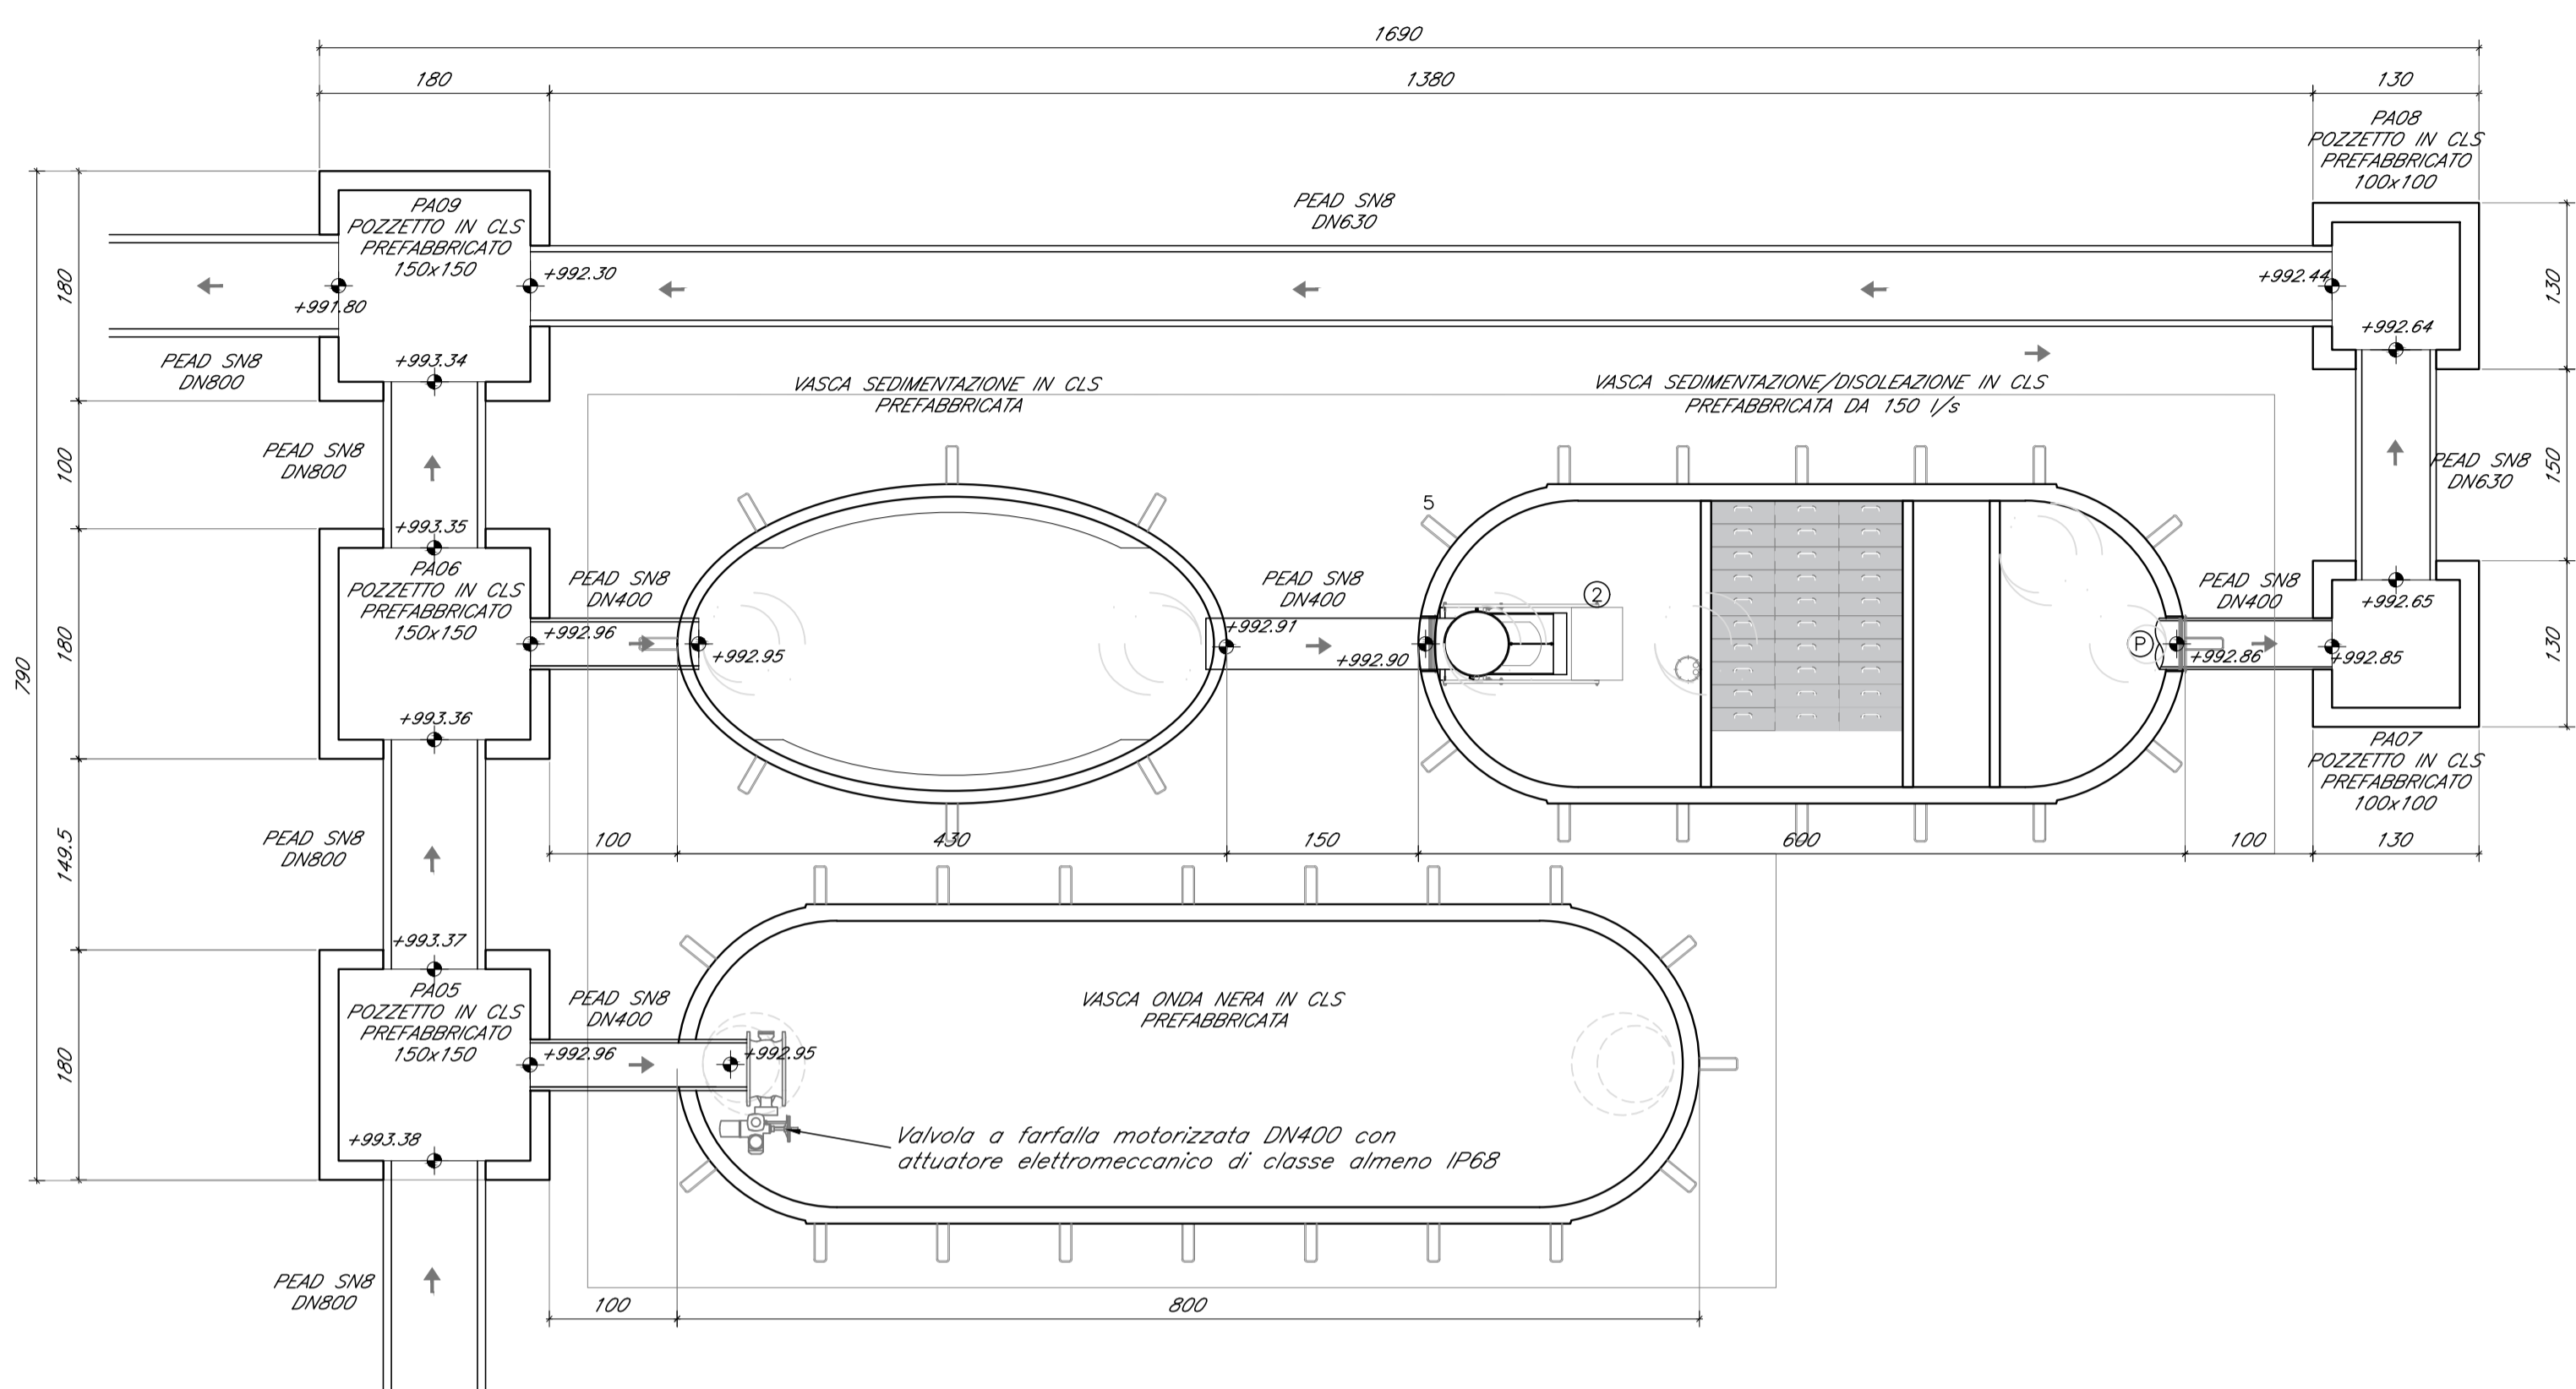 1690
180
1380
130
PA08
POZZETTO IN CLS
PREFABBRICATO
100x100
PEAD SN8
DN630
PA09
POZZETTO IN CLS
PREFABBRICATO
150x150
+992.30
+991.80
+992.44
+992.64
+993.34
180
130
PEAD SN8
DN800
VASCA SEDIMENTAZIONE IN CLS
PREFABBRICATA
VASCA SEDIMENTAZIONE/DISOLEAZIONE IN CLS
PREFABBRICATA DA 150 l/s
PEAD SN8
DN800
100
150
PEAD SN8
DN630
5
+993.35
PA06
POZZETTO IN CLS
PREFABBRICATO
150x150
PEAD SN8
DN400
PEAD SN8
DN400
2
PEAD SN8
DN400
+992.65
+992.96
+992.95
+992.91
+992.90
P
+992.86
+992.85
180
130
790
+993.36
PA07
POZZETTO IN CLS
PREFABBRICATO
100x100
PEAD SN8
DN800
149.5
100
430
150
600
100
130
+993.37
PA05
POZZETTO IN CLS
PREFABBRICATO
150x150
PEAD SN8
DN400
VASCA ONDA NERA IN CLS
PREFABBRICATA
+992.96
+992.95
180
+993.38
Valvola a farfalla motorizzata DN400 con
attuatore elettromeccanico di classe almeno IP68
PEAD SN8
DN800
100
800